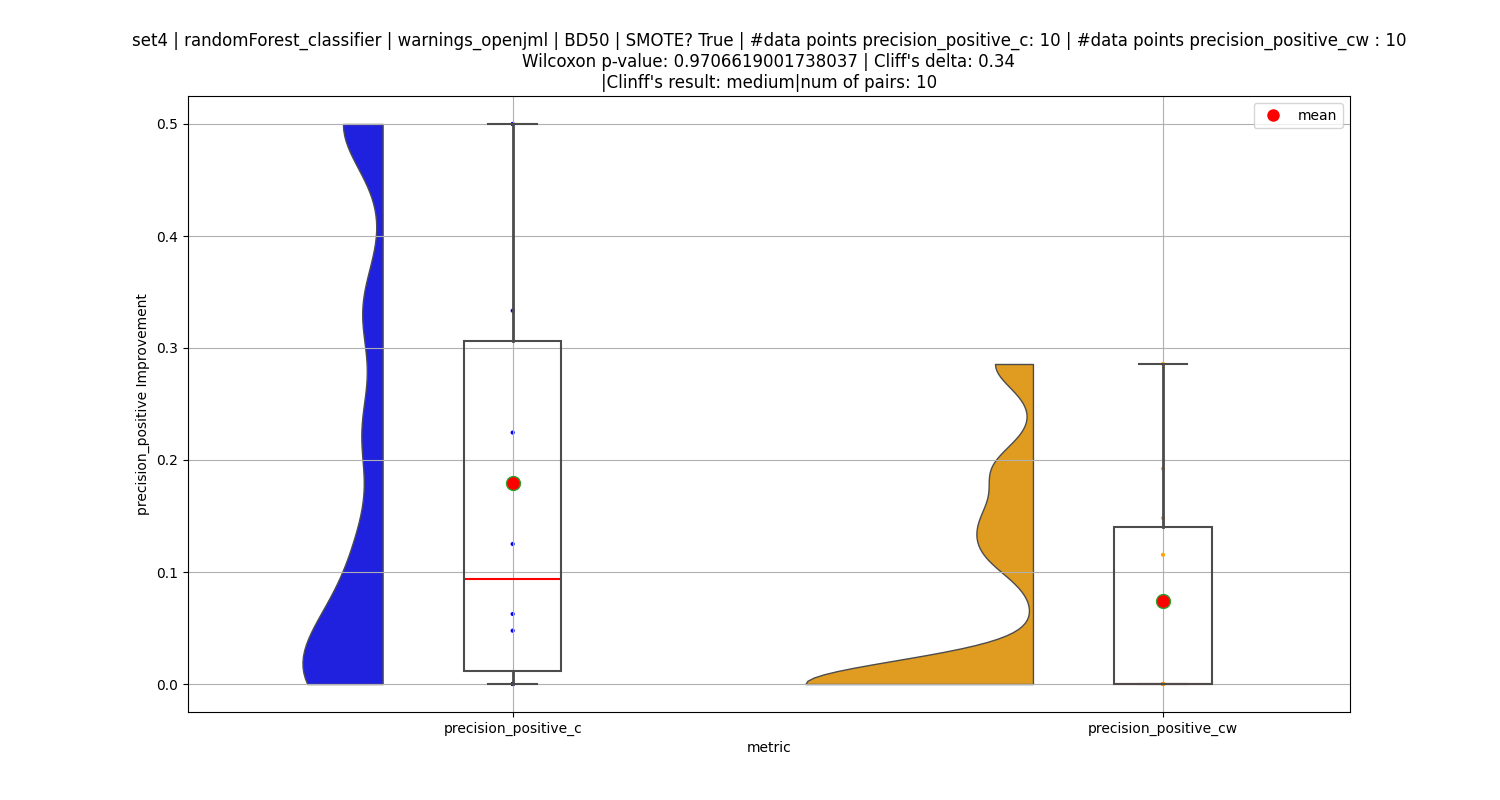 set4 | randomForest_classifier | warnings_openjml | BD50 | SMOTE? True | #data points precision_positive_c: 10 | #data points precision_positive_cw : 10
Wilcoxon p-value: 0.9706619001738037 | Cliff's delta: 0.34
|Clinff's result: medium|num of pairs: 10
mean
0.5
0.4
0.3
0.2
0.1
0.0
precision_positive Improvement
precision_positive_c
precision_positive_cw
metric